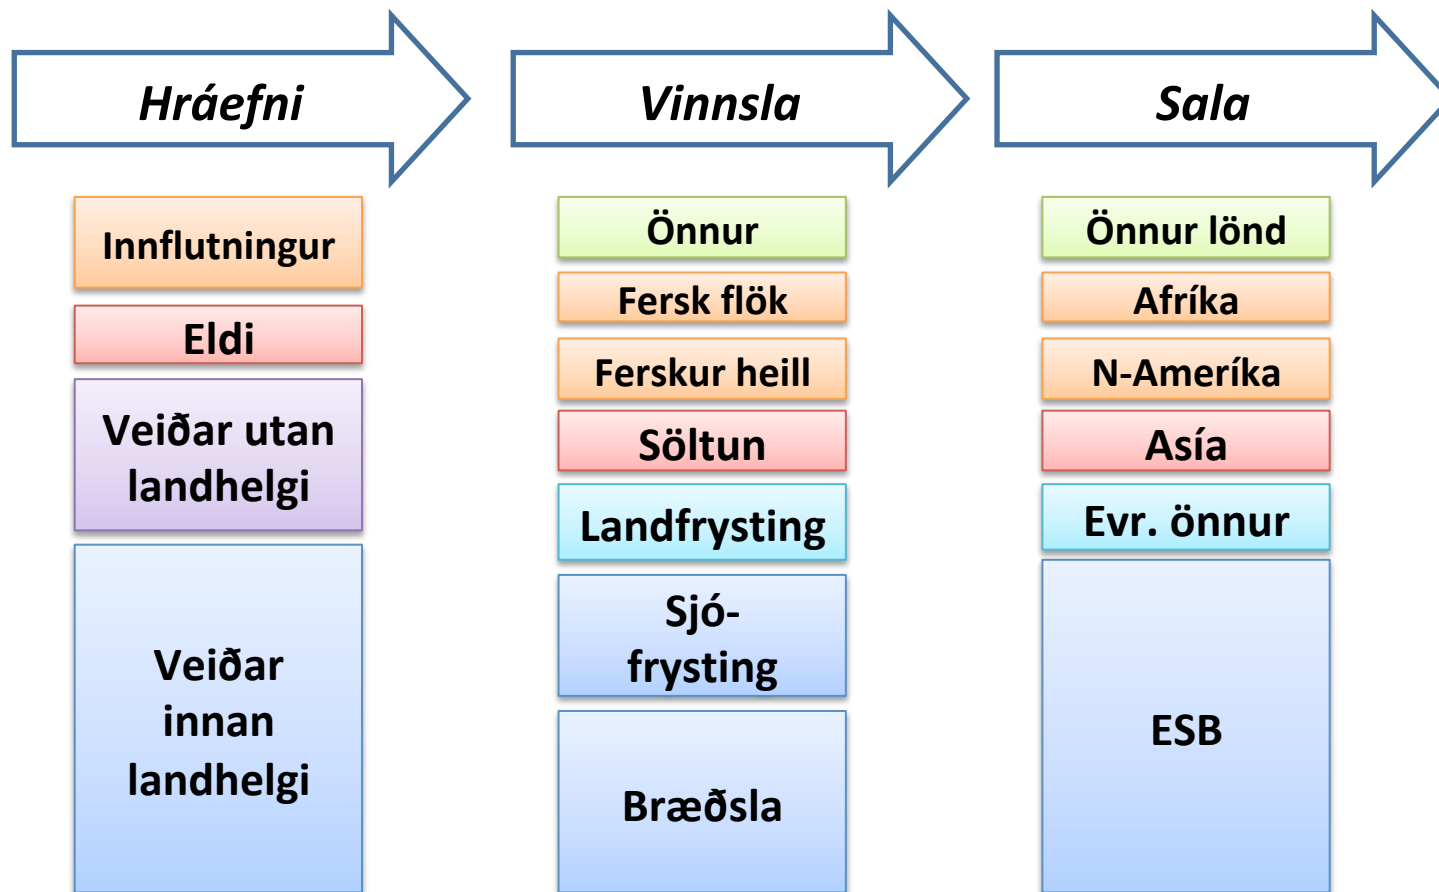 Hráefni
Vinnsla
Sala
Innflutningur
Eldi
Veiðar utan
landhelgi
Veiðar
innan
landhelgi
Önnur
Fersk flök
Ferskur heill
Söltun
Landfrysting
Sjó-
frysting
Bræðsla
Önnur lönd
Afríka
N-Ameríka
Asía
Evr. önnur
ESB